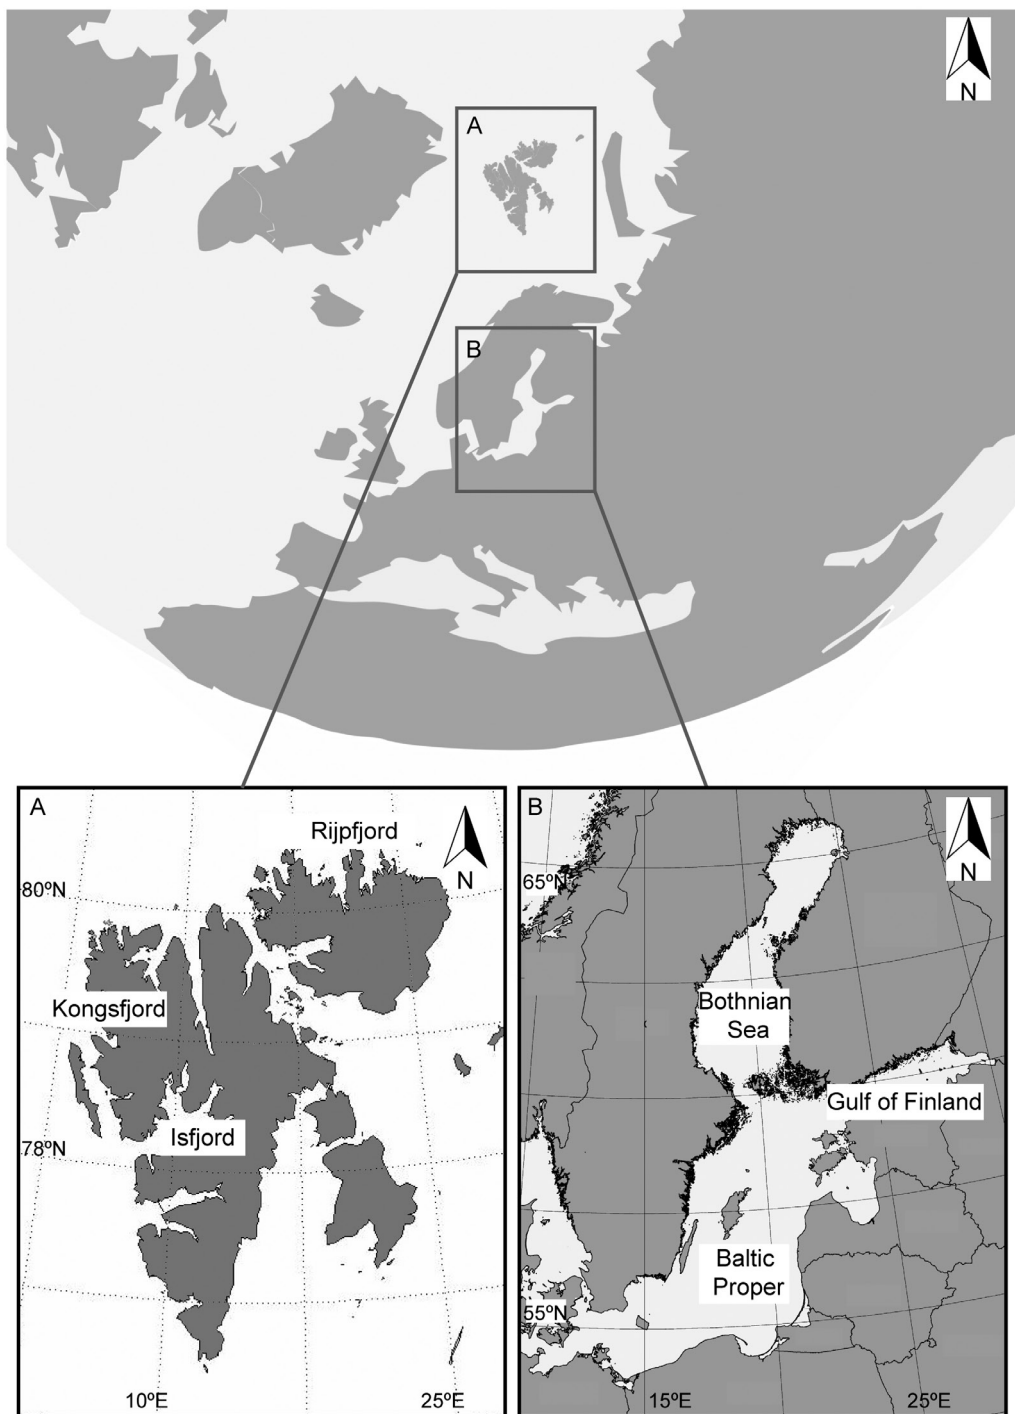 N
A
B
A
Rijpfjord
N
80ºN
Kongsfjord
Isfjord
78ºN
10ºE
25ºE
B
N
65ºN
Bothnian
Sea
Gulf of Finland
Baltic
Proper
55ºN
15ºE
25ºE